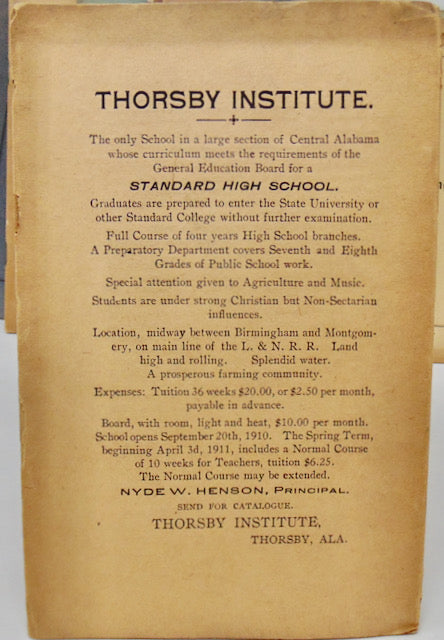 THORSBY INSTITUTE.
The only School in a large section of Central Alabama
whose curriculum meets the requirements of the
General Education Board for a
STANDARD HIGH SCHOOL.
Graduates are prepared to enter the State University or
other Standard College without further examination.
Full Course of four years High School branches.
A Preparatory Department covers Seventh and Eighth
Grades of Public School work.
Special attention given to Agriculture and Music.
Students are under strong Christian but Non-Sectarian
influences.
Location, midway between Birmingham and Montgom-
ery, on main line of the L. & N. R. R. Land
high and rolling. Splendid water.
A prosperous farming community.
Expenses: Tuition 36 weeks $20.00, or $2.50 per month,
payable in advance.
Board, with room, light and heat, $10.00 per month.
School opens September 20th, 1910. The Spring Term,
beginning April 3d, 1911, includes a Normal Course
of 10 weeks for Teachers, tuition $6.25.
The Normal Course may be extended.
NYDE W. HENSON, PRINCIPAL.
SEND FOR CATALOGUE.
THORSBY INSTITUTE,
THORSBY, ALA.